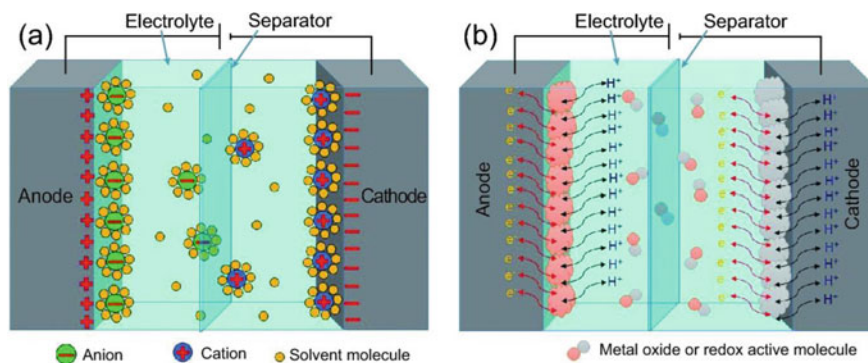 (a) Electrolyte Separator
Anode
Cathode
Anion Cation Solvent molecule
(b) Electrolyte Separator
e⁻ H⁺ e⁻ H⁺
Anode
Cathode
Metal oxide or redox active molecule